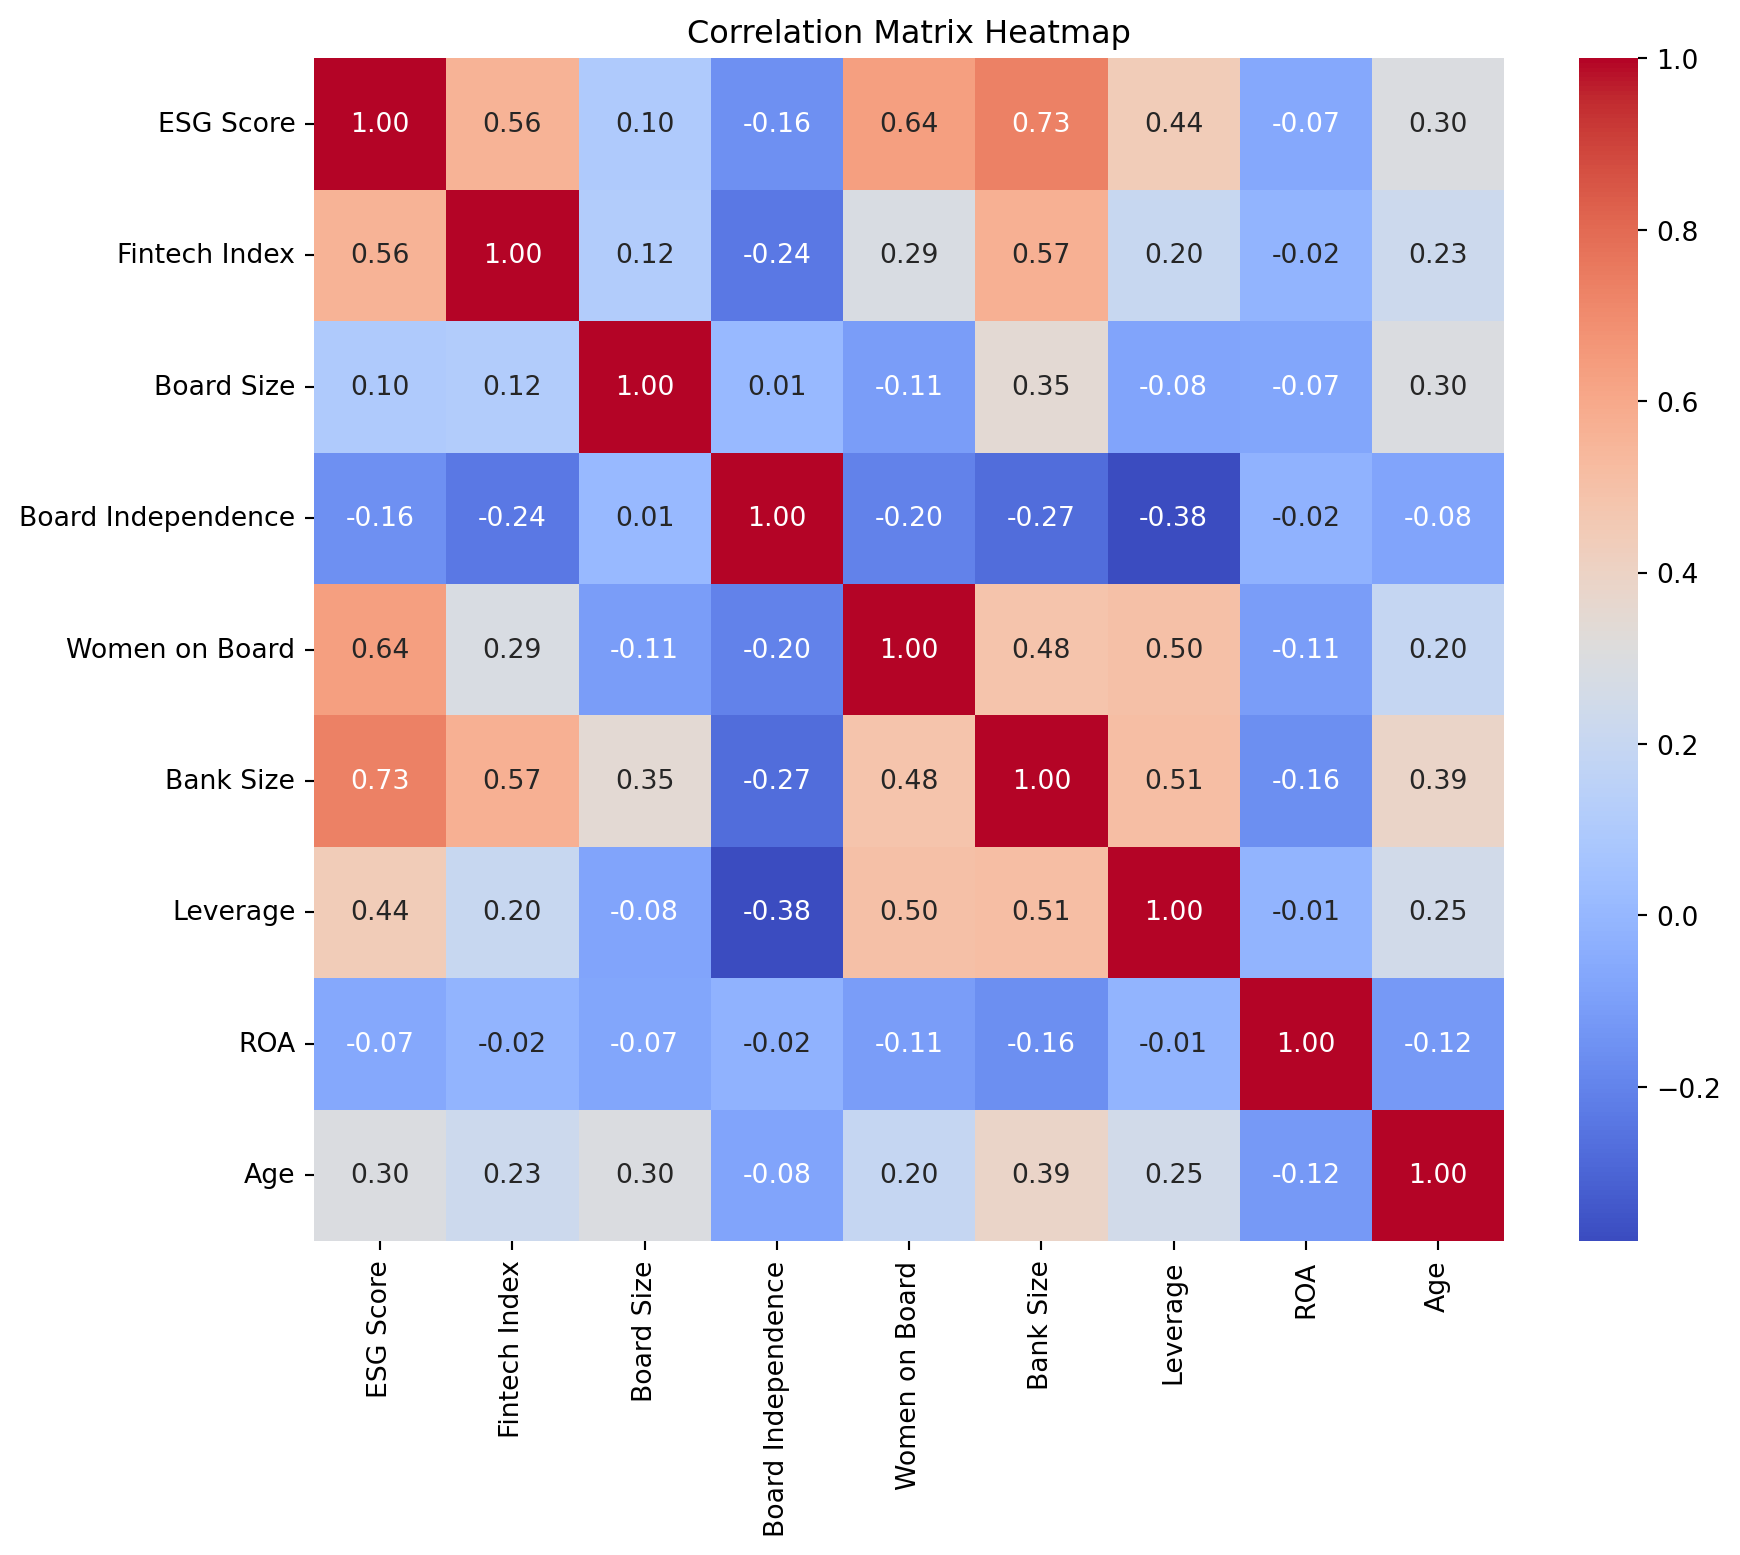 Correlation Matrix Heatmap
ESG Score 1.00 0.56 0.10 -0.16 0.64 0.73 0.44 -0.07 0.30
Fintech Index 0.56 1.00 0.12 -0.24 0.29 0.57 0.20 -0.02 0.23
Board Size 0.10 0.12 1.00 0.01 -0.11 0.35 -0.08 -0.07 0.30
Board Independence -0.16 -0.24 0.01 1.00 -0.20 -0.27 -0.38 -0.02 -0.08
Women on Board 0.64 0.29 -0.11 -0.20 1.00 0.48 0.50 -0.11 0.20
Bank Size 0.73 0.57 0.35 -0.27 0.48 1.00 0.51 -0.16 0.39
Leverage 0.44 0.20 -0.08 -0.38 0.50 0.51 1.00 -0.01 0.25
ROA -0.07 -0.02 -0.07 -0.02 -0.11 -0.16 -0.01 1.00 -0.12
Age 0.30 0.23 0.30 -0.08 0.20 0.39 0.25 -0.12 1.00
ESG Score
Fintech Index
Board Size
Board Independence
Women on Board
Bank Size
Leverage
ROA
Age
1.0
0.8
0.6
0.4
0.2
0.0
−0.2